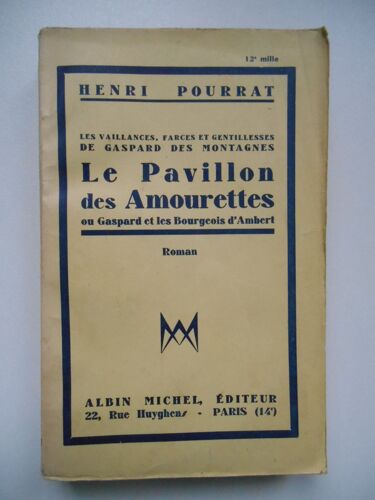 12e mille
HENRI POURRAT
LES VAILLANCES, FARCES ET GENTILLESSES
DE GASPARD DES MONTAGNES
Le Pavillon
des Amourettes
ou Gaspard et les Bourgeois d'Ambert
Roman
ALBIN MICHEL, ÉDITEUR
22, Rue Huyghens - PARIS (14e)